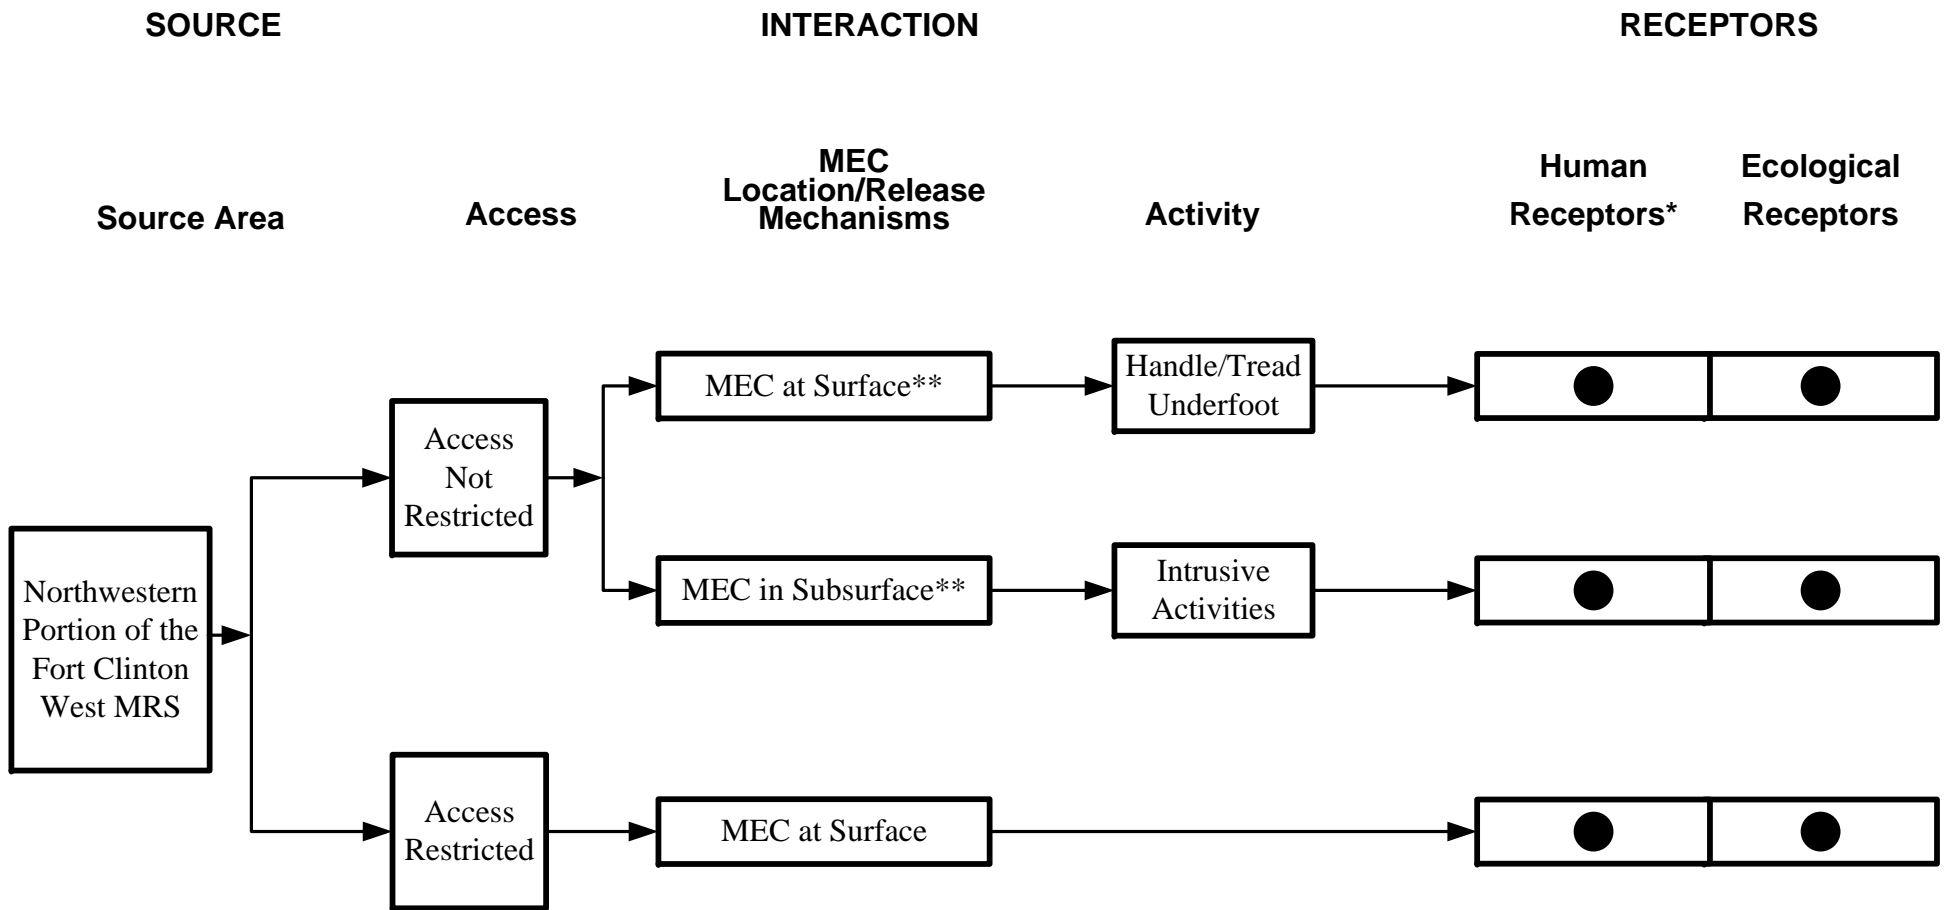 SOURCE
INTERACTION
RECEPTORS
Source Area
Access
MEC
Location/Release
Mechanisms
Activity
Human
Receptors*
Ecological
Receptors
Northwestern
Portion of the
Fort Clinton
West MRS
Access
Not
Restricted
MEC at Surface**
Handle/Tread
Underfoot
MEC in Subsurface**
Intrusive
Activities
Access
Restricted
MEC at Surface